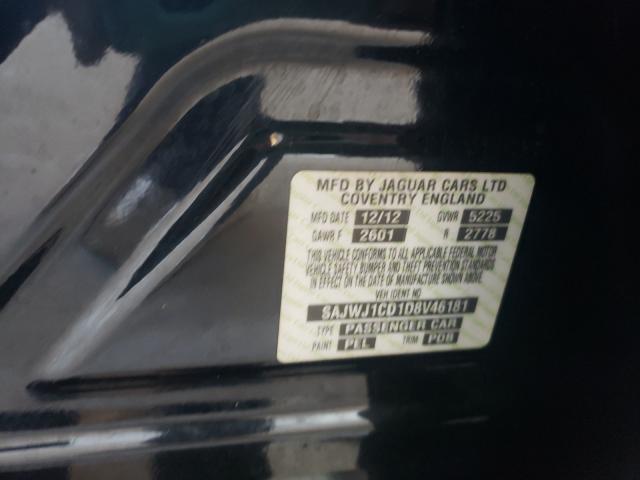 MFD BY JAGUAR CARS LTD
COVENTRY ENGLAND
MFD DATE 12/12 GVWR 5225
GAWR F 2601 R 2778
THIS VEHICLE CONFORMS TO ALL APPLICABLE FEDERAL MOTOR
VEHICLE SAFETY BUMPER AND THEFT PREVENTION STANDARDS
IN EFFECT ON THE DATE OF MANUFACTURE SHOWN ABOVE.
VEH IDENT NO
SAJWJ1CD1D8V46181
TYPE PASSENGER CAR
PAINT PEL TRIM PDB